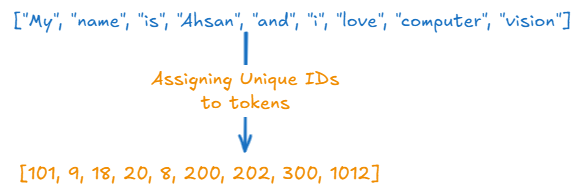 ["My", "name", "is", "Ahsan", "and", "i", "love", "computer", "vision"]
Assigning Unique IDs
to tokens
[101, 9, 18, 20, 8, 200, 202, 300, 1012]